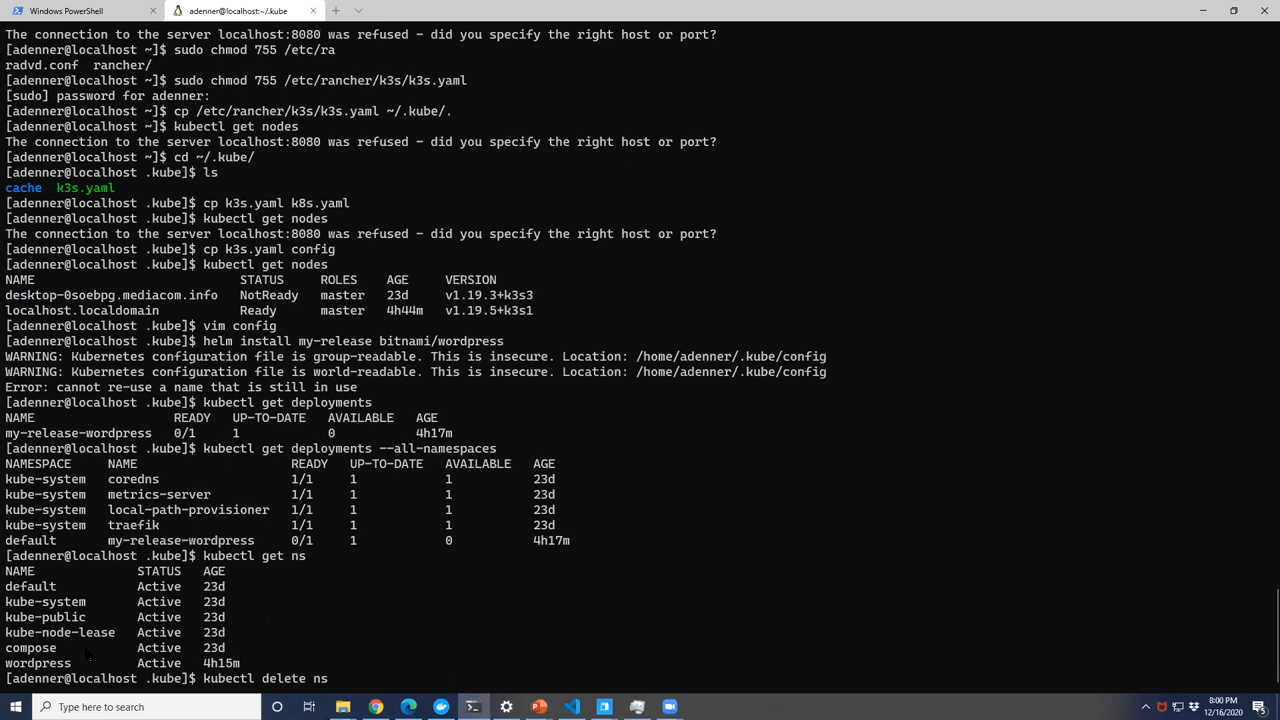 Windows PowerShell
adenner@localhost:~/.kube
The connection to the server localhost:8080 was refused - did you specify the right host or port?
[adenner@localhost ~]$ sudo chmod 755 /etc/ra
radvd.conf  rancher/
[adenner@localhost ~]$ sudo chmod 755 /etc/rancher/k3s/k3s.yaml
[sudo] password for adenner:
[adenner@localhost ~]$ cp /etc/rancher/k3s/k3s.yaml ~/.kube/.
[adenner@localhost ~]$ kubectl get nodes
The connection to the server localhost:8080 was refused - did you specify the right host or port?
[adenner@localhost ~]$ cd ~/.kube/
[adenner@localhost .kube]$ ls
cache  k3s.yaml
[adenner@localhost .kube]$ cp k3s.yaml k8s.yaml
[adenner@localhost .kube]$ kubectl get nodes
The connection to the server localhost:8080 was refused - did you specify the right host or port?
[adenner@localhost .kube]$ cp k3s.yaml config
[adenner@localhost .kube]$ kubectl get nodes
NAME                            STATUS     ROLES    AGE     VERSION
desktop-0soebpg.mediacom.info   NotReady   master   23d     v1.19.3+k3s3
localhost.localdomain           Ready      master   4h44m   v1.19.5+k3s1
[adenner@localhost .kube]$ vim config
[adenner@localhost .kube]$ helm install my-release bitnami/wordpress
WARNING: Kubernetes configuration file is group-readable. This is insecure. Location: /home/adenner/.kube/config
WARNING: Kubernetes configuration file is world-readable. This is insecure. Location: /home/adenner/.kube/config
Error: cannot re-use a name that is still in use
[adenner@localhost .kube]$ kubectl get deployments
NAME                   READY   UP-TO-DATE   AVAILABLE   AGE
my-release-wordpress   0/1     1            0           4h17m
[adenner@localhost .kube]$ kubectl get deployments --all-namespaces
NAMESPACE     NAME                     READY   UP-TO-DATE   AVAILABLE   AGE
kube-system   coredns                  1/1     1            1           23d
kube-system   metrics-server           1/1     1            1           23d
kube-system   local-path-provisioner   1/1     1            1           23d
kube-system   traefik                  1/1     1            1           23d
default       my-release-wordpress     0/1     1            0           4h17m
[adenner@localhost .kube]$ kubectl get ns
NAME              STATUS   AGE
default           Active   23d
kube-system       Active   23d
kube-public       Active   23d
kube-node-lease   Active   23d
compose           Active   23d
wordpress         Active   4h15m
[adenner@localhost .kube]$ kubectl delete ns
Type here to search
8:00 PM
12/16/2020